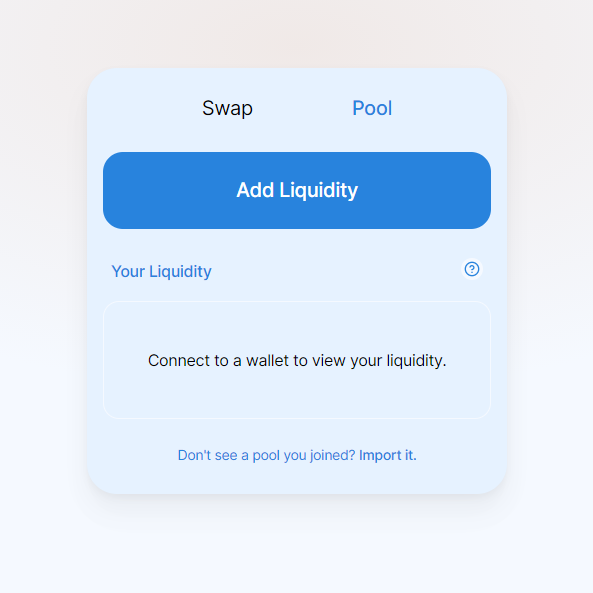 Swap Pool
Add Liquidity
Your Liquidity
Connect to a wallet to view your liquidity.
Don't see a pool you joined? Import it.